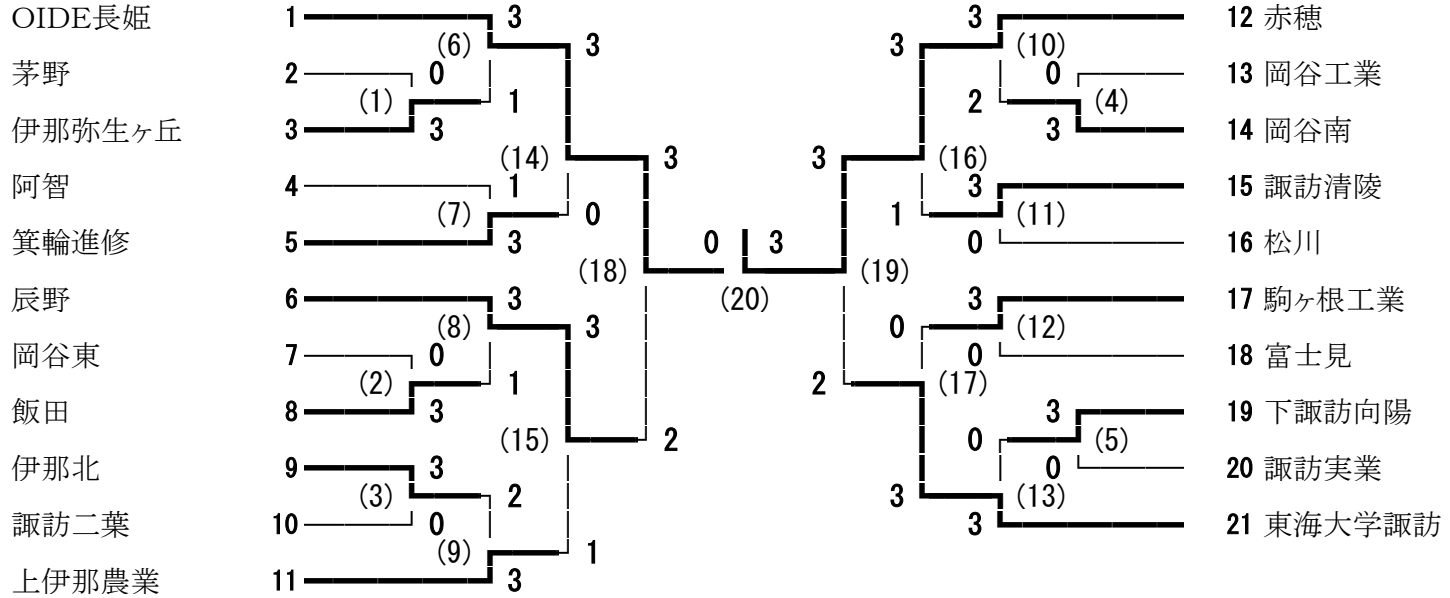 OIDE長姫 1 3 3 12 赤穂
(6) 3 3 (10)
茅野 2 0 0 13 岡谷工業
(1) 1 2 (4)
伊那弥生ヶ丘 3 3 3 14 岡谷南
(14) 3 3 (16)
阿智 4 1 3 15 諏訪清陵
(7) 0 1 (11)
箕輪進修 5 3 0 3 0 16 松川
(18) (19)
辰野 6 3 (20) 3 17 駒ヶ根工業
(8) 3 0 (12)
岡谷東 7 0 0 18 富士見
(2) 1 2 (17)
飯田 8 3 3 19 下諏訪向陽
(15) 2 0 (5)
伊那北 9 3 0 20 諏訪実業
(3) 2 3 (13)
諏訪二葉 10 0 3 21 東海大学諏訪
(9) 1
上伊那農業 11 3